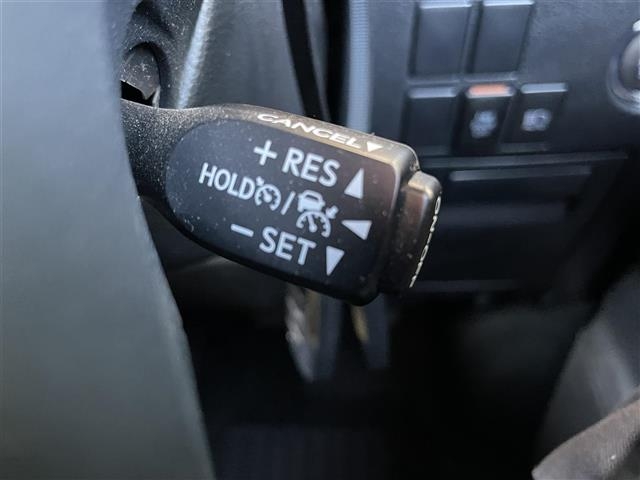 CANCEL▼
+ RES ▲
HOLD / ◀
− SET ▼